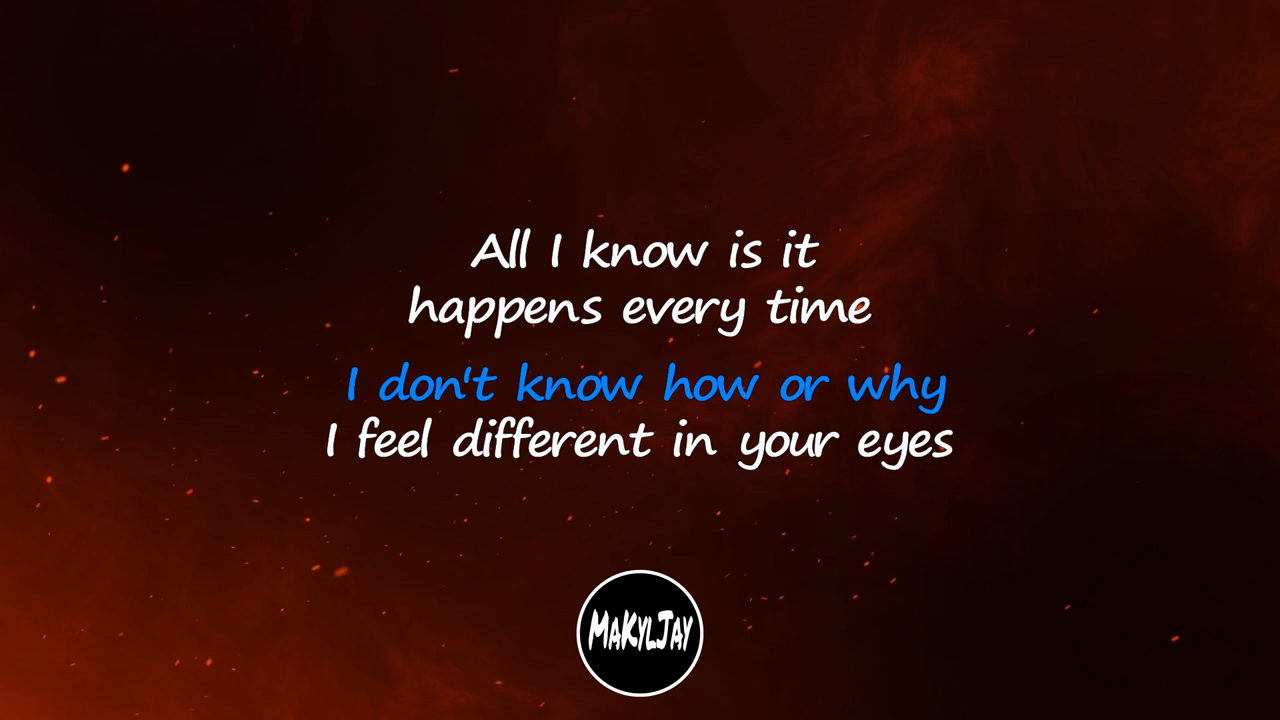 All I know is it
happens every time
I don't know how or why
I feel different in your eyes
MAKYLJAY